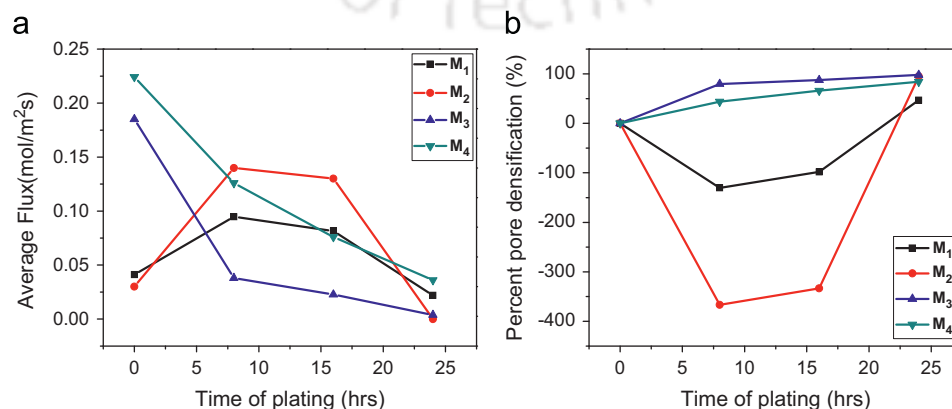 OF TECHN
a
0.25
0.20
0.15
0.10
0.05
0.00
Average Flux(mol/m²s)
0 5 10 15 20 25
Time of plating (hrs)
M₁
M₂
M₃
M₄
b
100
0
-100
-200
-300
-400
Percent pore densification (%)
0 5 10 15 20 25
Time of plating (hrs)
M₁
M₂
M₃
M₄